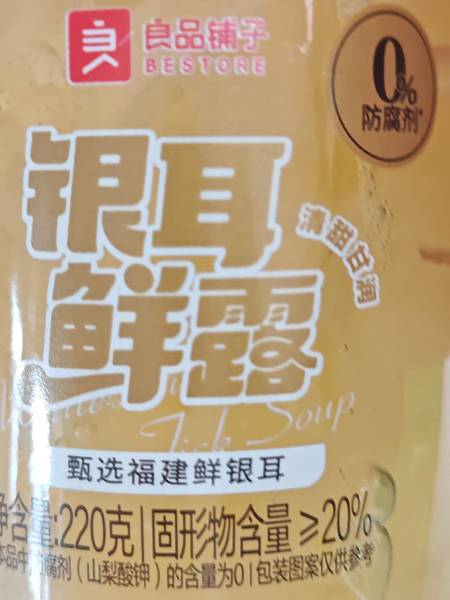 良品铺子
BESTORE
0%
防腐剂*
银耳
鲜露
清甜甘润
Soup
甄选福建鲜银耳
净含量:220克|固形物含量≥20%
本品中防腐剂(山梨酸钾)的含量为0|包装图案仅供参考